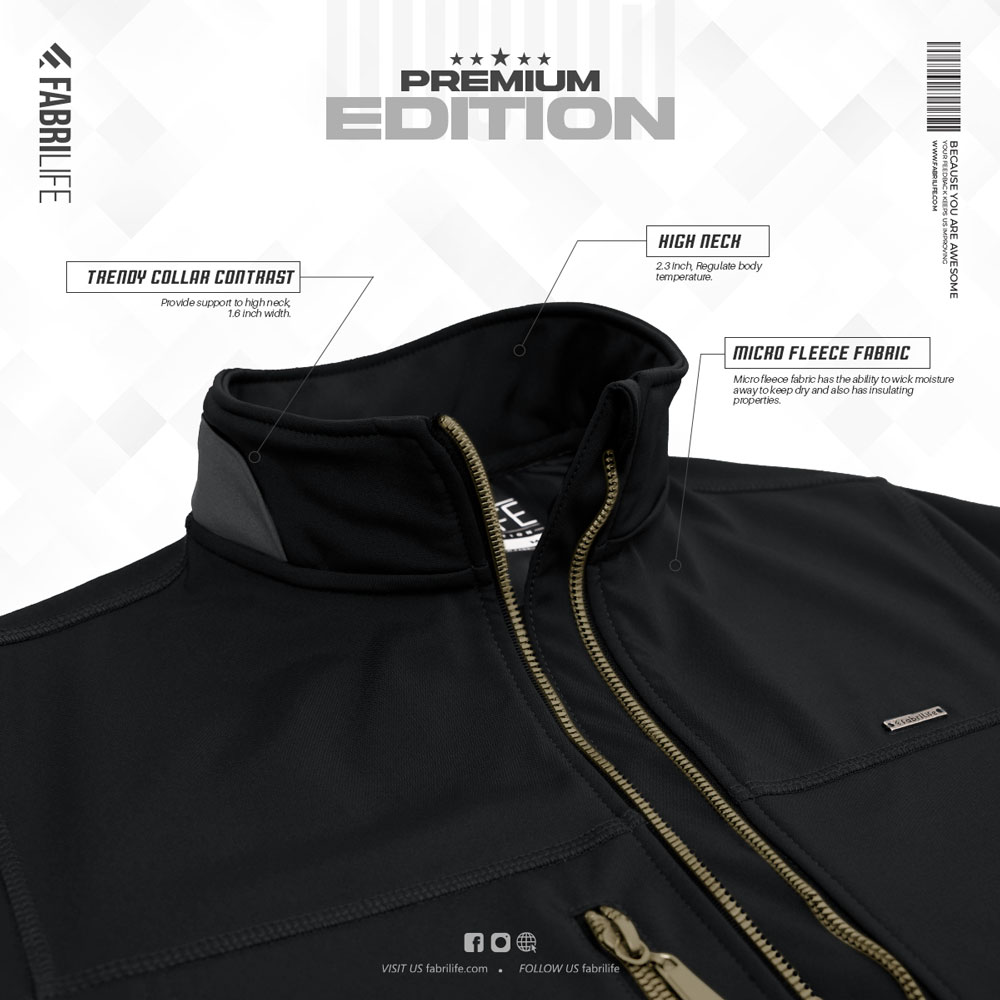 FABRILIFE
PREMIUM
EDITION
BECAUSE YOU ARE AWESOME
YOUR FEEDBACK KEEPS US IMPROVING
WWW.FABRILIFE.COM
HIGH NECK
2.3 inch, Regulate body
temperature.
TRENDY COLLAR CONTRAST
Provide support to high neck,
1.6 inch width.
MICRO FLEECE FABRIC
Micro fleece fabric has the ability to wick moisture
away to keep dry and also has insulating
properties.
fabrilife
VISIT US fabrilife.com • FOLLOW US fabrilife